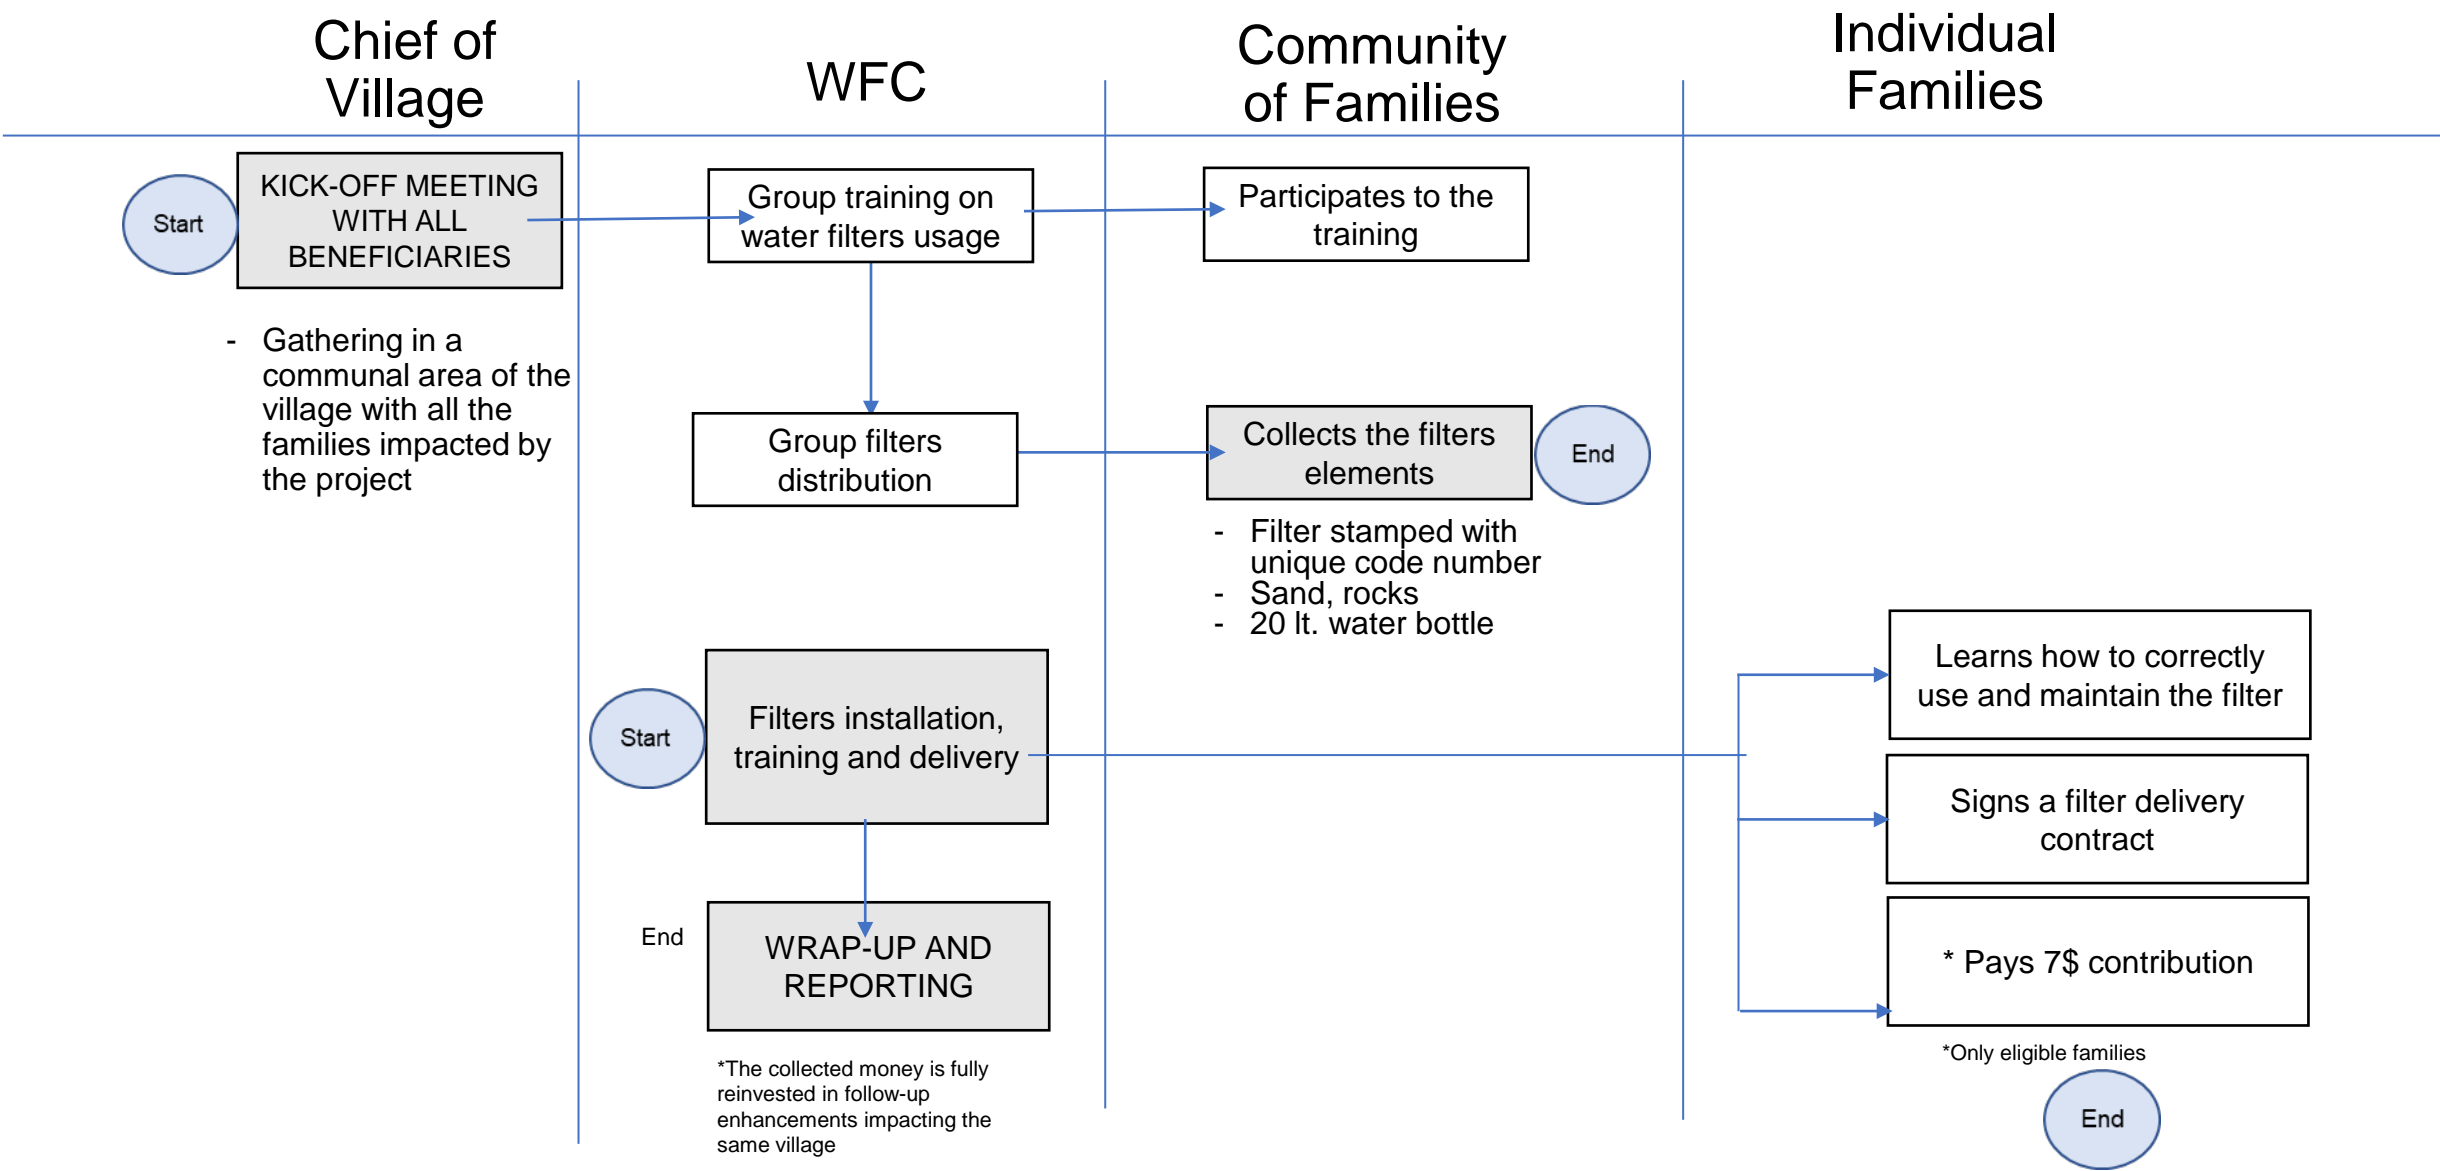 Chief of
Village
WFC
Community
of Families
Individual
Families
Start
KICK-OFF MEETING
WITH ALL
BENEFICIARIES
Group training on
water filters usage
Participates to the
training
- Gathering in a
communal area of the
village with all the
families impacted by
the project
Group filters
distribution
Collects the filters
elements
End
- Filter stamped with
unique code number
- Sand, rocks
- 20 lt. water bottle
Start
Filters installation,
training and delivery
Learns how to correctly
use and maintain the filter
Signs a filter delivery
contract
* Pays 7$ contribution
*Only eligible families
End
End
WRAP-UP AND
REPORTING
*The collected money is fully
reinvested in follow-up
enhancements impacting the
same village